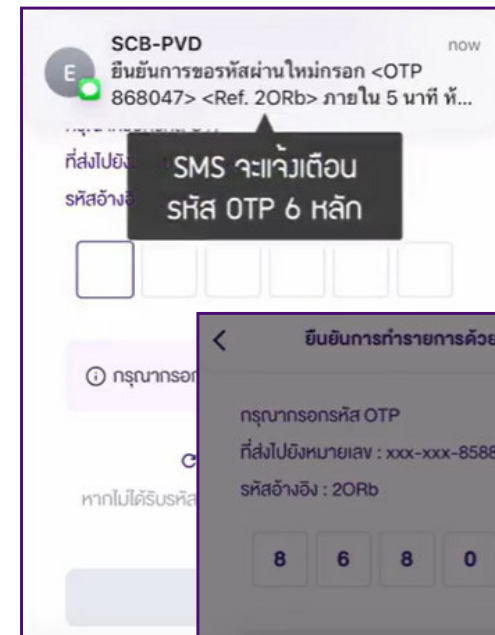 SCB-PVD
now
E
ยืนยันการขอรหัสผ่านใหม่กรอก <OTP
868047> <Ref. 2ORb> ภายใน 5 นาที ห้...
ที่ส่งไปยัง
รหัสอ้างอิ
SMS จะแจ้งเตือน
รหัส OTP 6 หลัก
กรุณากรอก
หากไม่ได้รับรหัส
ยืนยันการทำรายการด้วย
กรุณากรอกรหัส OTP
ที่ส่งไปยังหมายเลข : xxx-xxx-8588
รหัสอ้างอิง : 2ORb
8 6 8 0